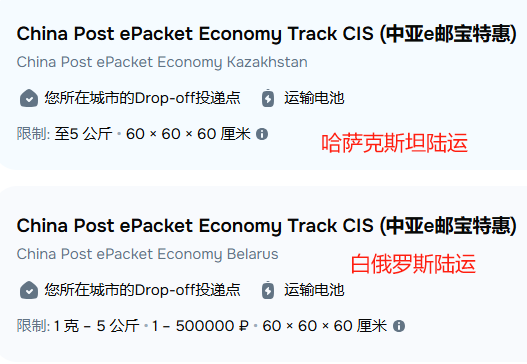 China Post ePacket Economy Track CIS (中亚e邮宝特惠)
China Post ePacket Economy Kazakhstan
您所在城市的Drop-off投递点 运输电池
限制: 至5 公斤 • 60 × 60 × 60 厘米
哈萨克斯坦陆运
China Post ePacket Economy Track CIS (中亚e邮宝特惠)
China Post ePacket Economy Belarus
白俄罗斯陆运
您所在城市的Drop-off投递点 运输电池
限制: 1 克 – 5 公斤 • 1 – 500000 ₽ • 60 × 60 × 60 厘米